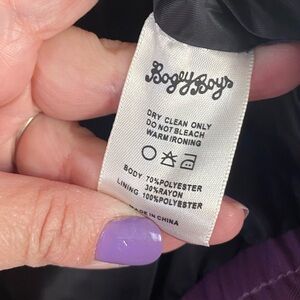 Bogey Boys
DRY CLEAN ONLY
DO NOT BLEACH
WARM IRONING
BODY 70%POLYESTER
30%RAYON
LINING 100%POLYESTER
MADE IN CHINA